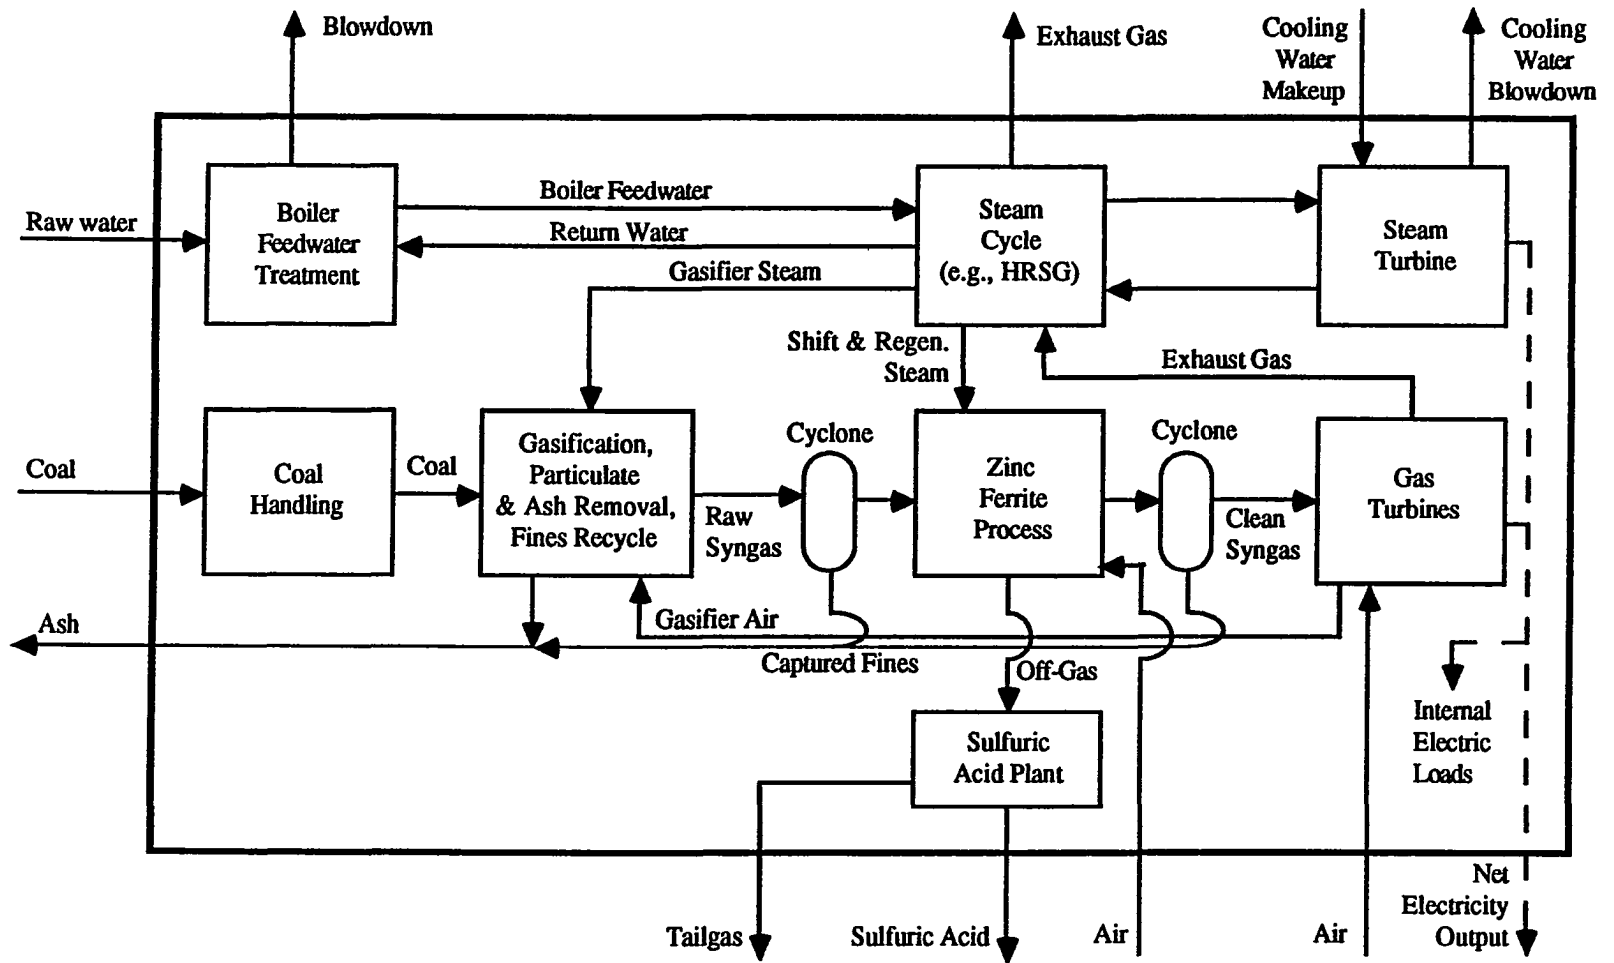 Blowdown
Exhaust Gas
Cooling
Water
Makeup
Cooling
Water
Blowdown
Raw water
Boiler
Feedwater
Treatment
Boiler Feedwater
Return Water
Gasifier Steam
Steam
Cycle
(e.g., HRSG)
Steam
Turbine
Shift & Regen.
Steam
Exhaust Gas
Coal
Coal
Handling
Coal
Gasification,
Particulate
& Ash Removal,
Fines Recycle
Raw
Syngas
Cyclone
Zinc
Ferrite
Process
Cyclone
Clean
Syngas
Gas
Turbines
Ash
Gasifier Air
Captured Fines
Off-Gas
Internal
Electric
Loads
Sulfuric
Acid Plant
Tailgas
Sulfuric Acid
Air
Air
Net
Electricity
Output